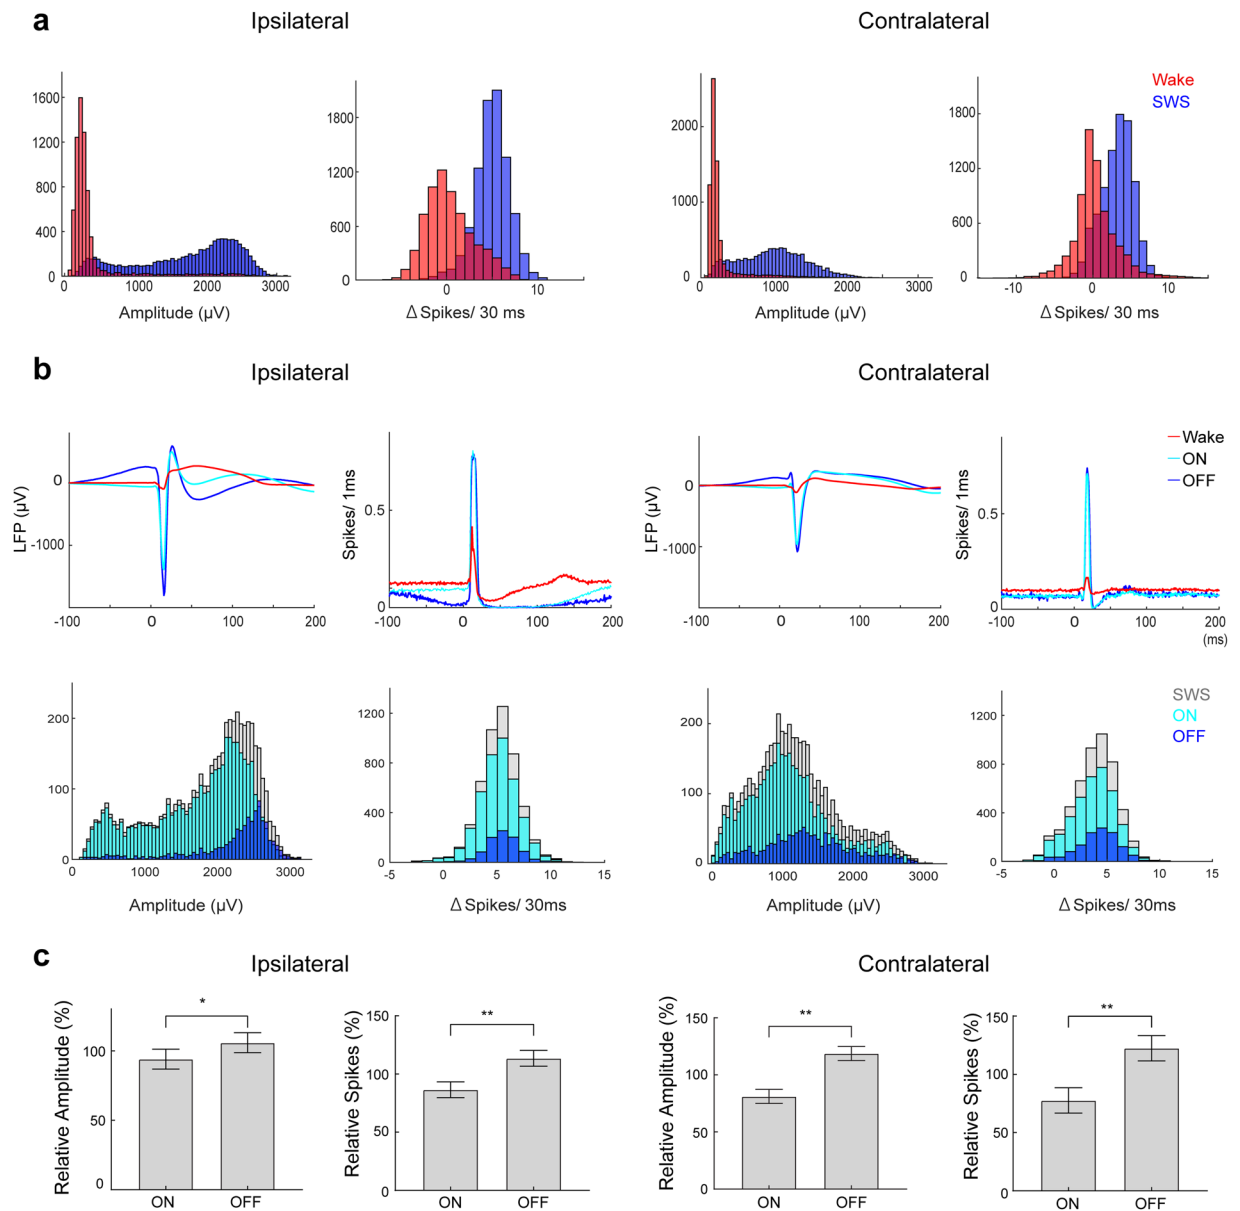 a
Ipsilateral
Contralateral
Wake
SWS
1600
1200
800
400
0
0
1000
2000
3000
Amplitude (μV)
1800
1200
600
0
0
10
Δ Spikes/ 30 ms
2000
1000
0
0
1000
2000
3000
Amplitude (μV)
1800
1200
600
0
-10
0
10
Δ Spikes/ 30 ms
b
Ipsilateral
Contralateral
Wake
ON
OFF
LFP (μV)
0
-1000
-100
0
100
200
Spikes/ 1ms
0.5
0
-100
0
100
200
LFP (μV)
0
-1000
-100
0
100
200
Spikes/ 1ms
0.5
0
-100
0
100
200
(ms)
SWS
ON
OFF
200
100
0
0
1000
2000
3000
Amplitude (μV)
1200
800
400
0
-5
0
5
10
15
Δ Spikes/ 30ms
200
100
0
0
1000
2000
3000
Amplitude (μV)
1200
800
400
0
-5
0
5
10
15
Δ Spikes/ 30ms
c
Ipsilateral
Contralateral
Relative Amplitude (%)
100
50
0
*
ON
OFF
Relative Spikes (%)
150
100
50
0
**
ON
OFF
Relative Amplitude (%)
150
100
50
0
**
ON
OFF
Relative Spikes (%)
150
100
50
0
**
ON
OFF